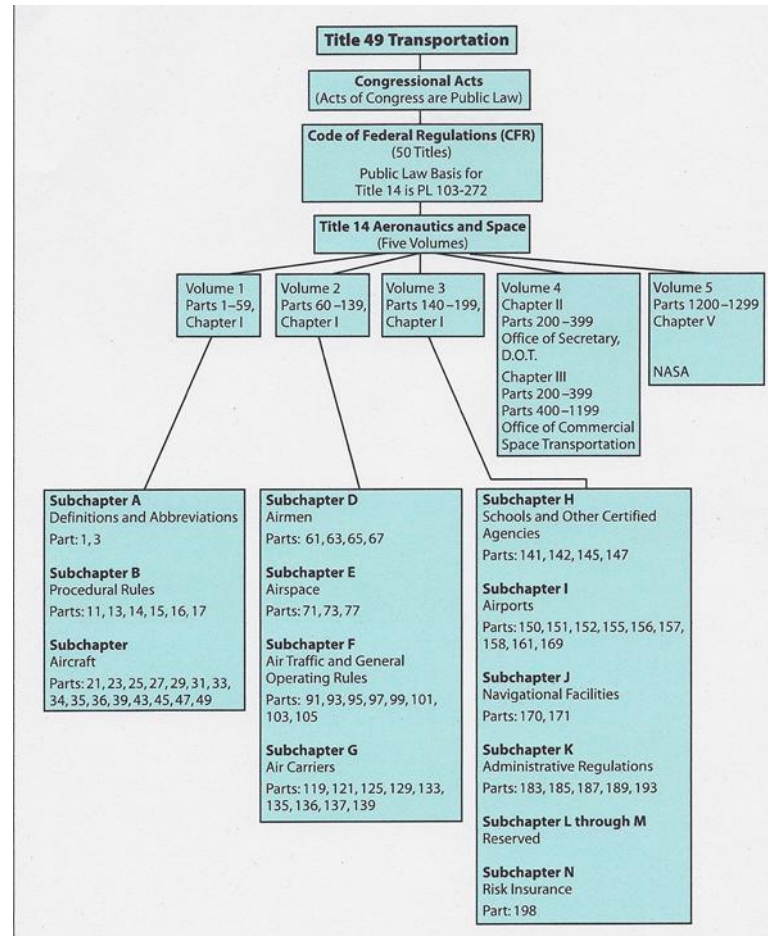 Title 49 Transportation
Congressional Acts
(Acts of Congress are Public Law)
Code of Federal Regulations (CFR)
(50 Titles)
Public Law Basis for
Title 14 is PL 103-272
Title 14 Aeronautics and Space
(Five Volumes)
Volume 1
Parts 1–59,
Chapter I
Volume 2
Parts 60–139,
Chapter I
Volume 3
Parts 140–199,
Chapter I
Volume 4
Chapter II
Parts 200–399
Office of Secretary,
D.O.T.
Chapter III
Parts 200–399
Parts 400–1199
Office of Commercial
Space Transportation
Volume 5
Parts 1200–1299
Chapter V
NASA
Subchapter A
Definitions and Abbreviations
Part: 1, 3
Subchapter B
Procedural Rules
Parts: 11, 13, 14, 15, 16, 17
Subchapter
Aircraft
Parts: 21, 23, 25, 27, 29, 31, 33,
34, 35, 36, 39, 43, 45, 47, 49
Subchapter D
Airmen
Parts: 61, 63, 65, 67
Subchapter E
Airspace
Parts: 71, 73, 77
Subchapter F
Air Traffic and General
Operating Rules
Parts: 91, 93, 95, 97, 99, 101,
103, 105
Subchapter G
Air Carriers
Parts: 119, 121, 125, 129, 133,
135, 136, 137, 139
Subchapter H
Schools and Other Certified
Agencies
Parts: 141, 142, 145, 147
Subchapter I
Airports
Parts: 150, 151, 152, 155, 156, 157,
158, 161, 169
Subchapter J
Navigational Facilities
Parts: 170, 171
Subchapter K
Administrative Regulations
Parts: 183, 185, 187, 189, 193
Subchapter L through M
Reserved
Subchapter N
Risk Insurance
Part: 198